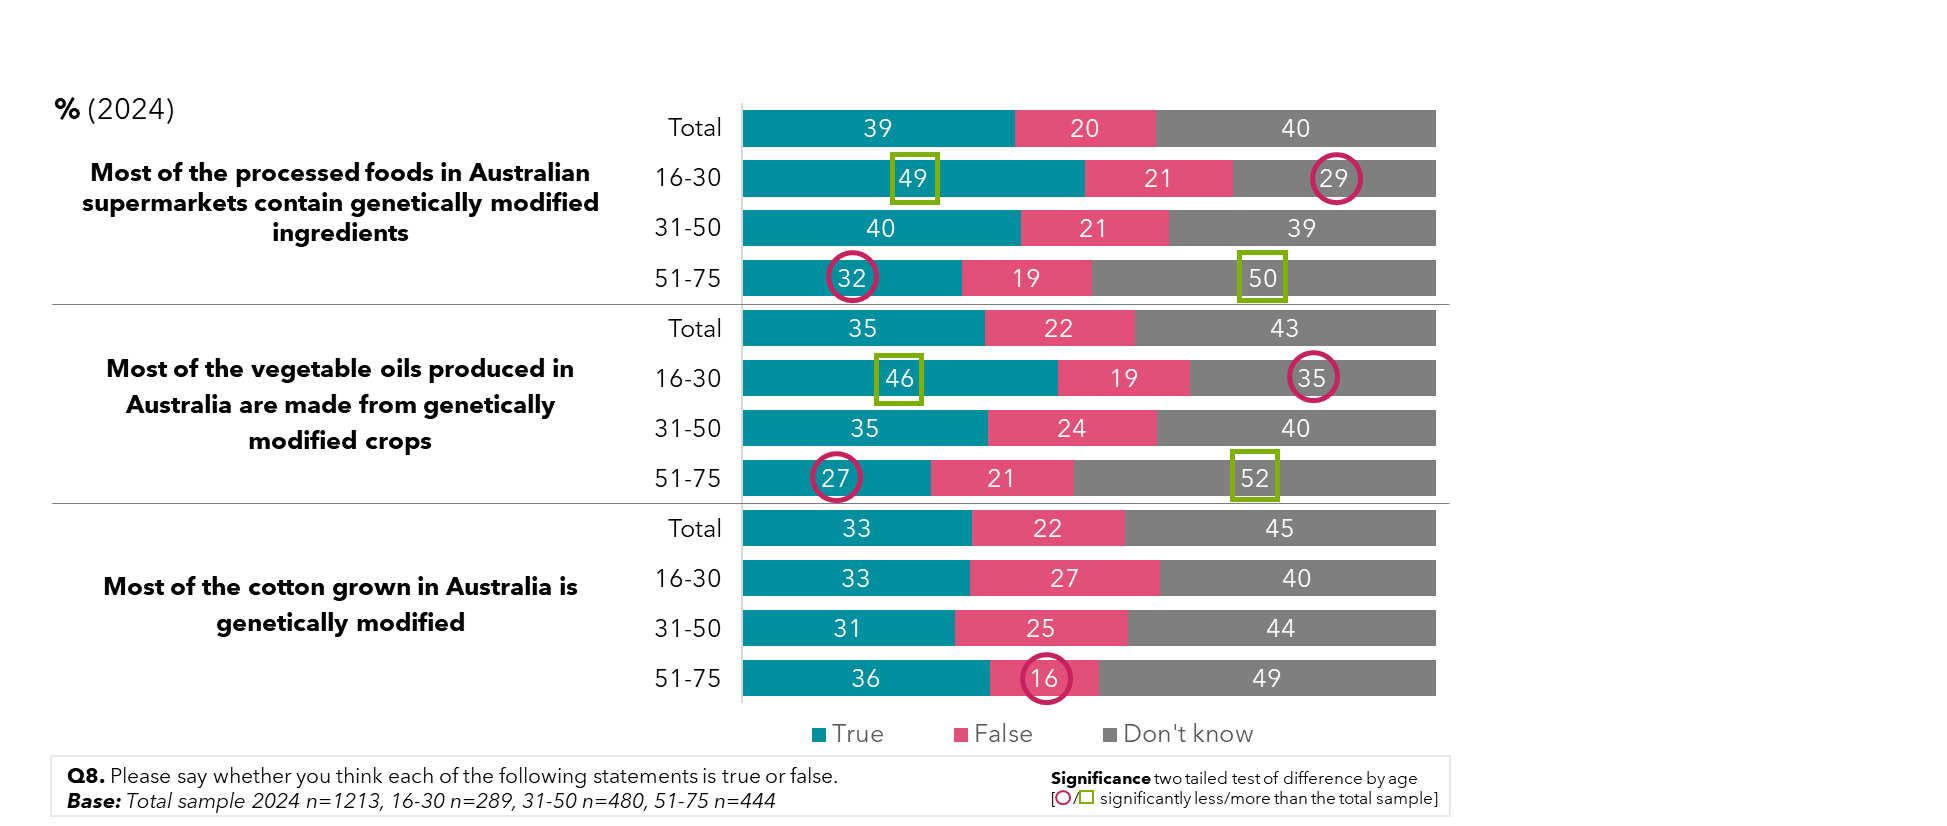 % (2024)
Most of the processed foods in Australian
supermarkets contain genetically modified
ingredients
Total 39 20 40
16-30 49 21 29
31-50 40 21 39
51-75 32 19 50
Most of the vegetable oils produced in
Australia are made from genetically
modified crops
Total 35 22 43
16-30 46 19 35
31-50 35 24 40
51-75 27 21 52
Most of the cotton grown in Australia is
genetically modified
Total 33 22 45
16-30 33 27 40
31-50 31 25 44
51-75 36 16 49
True False Don't know
Q8. Please say whether you think each of the following statements is true or false.
Base: Total sample 2024 n=1213, 16-30 n=289, 31-50 n=480, 51-75 n=444
Significance two tailed test of difference by age
[○/□ significantly less/more than the total sample]